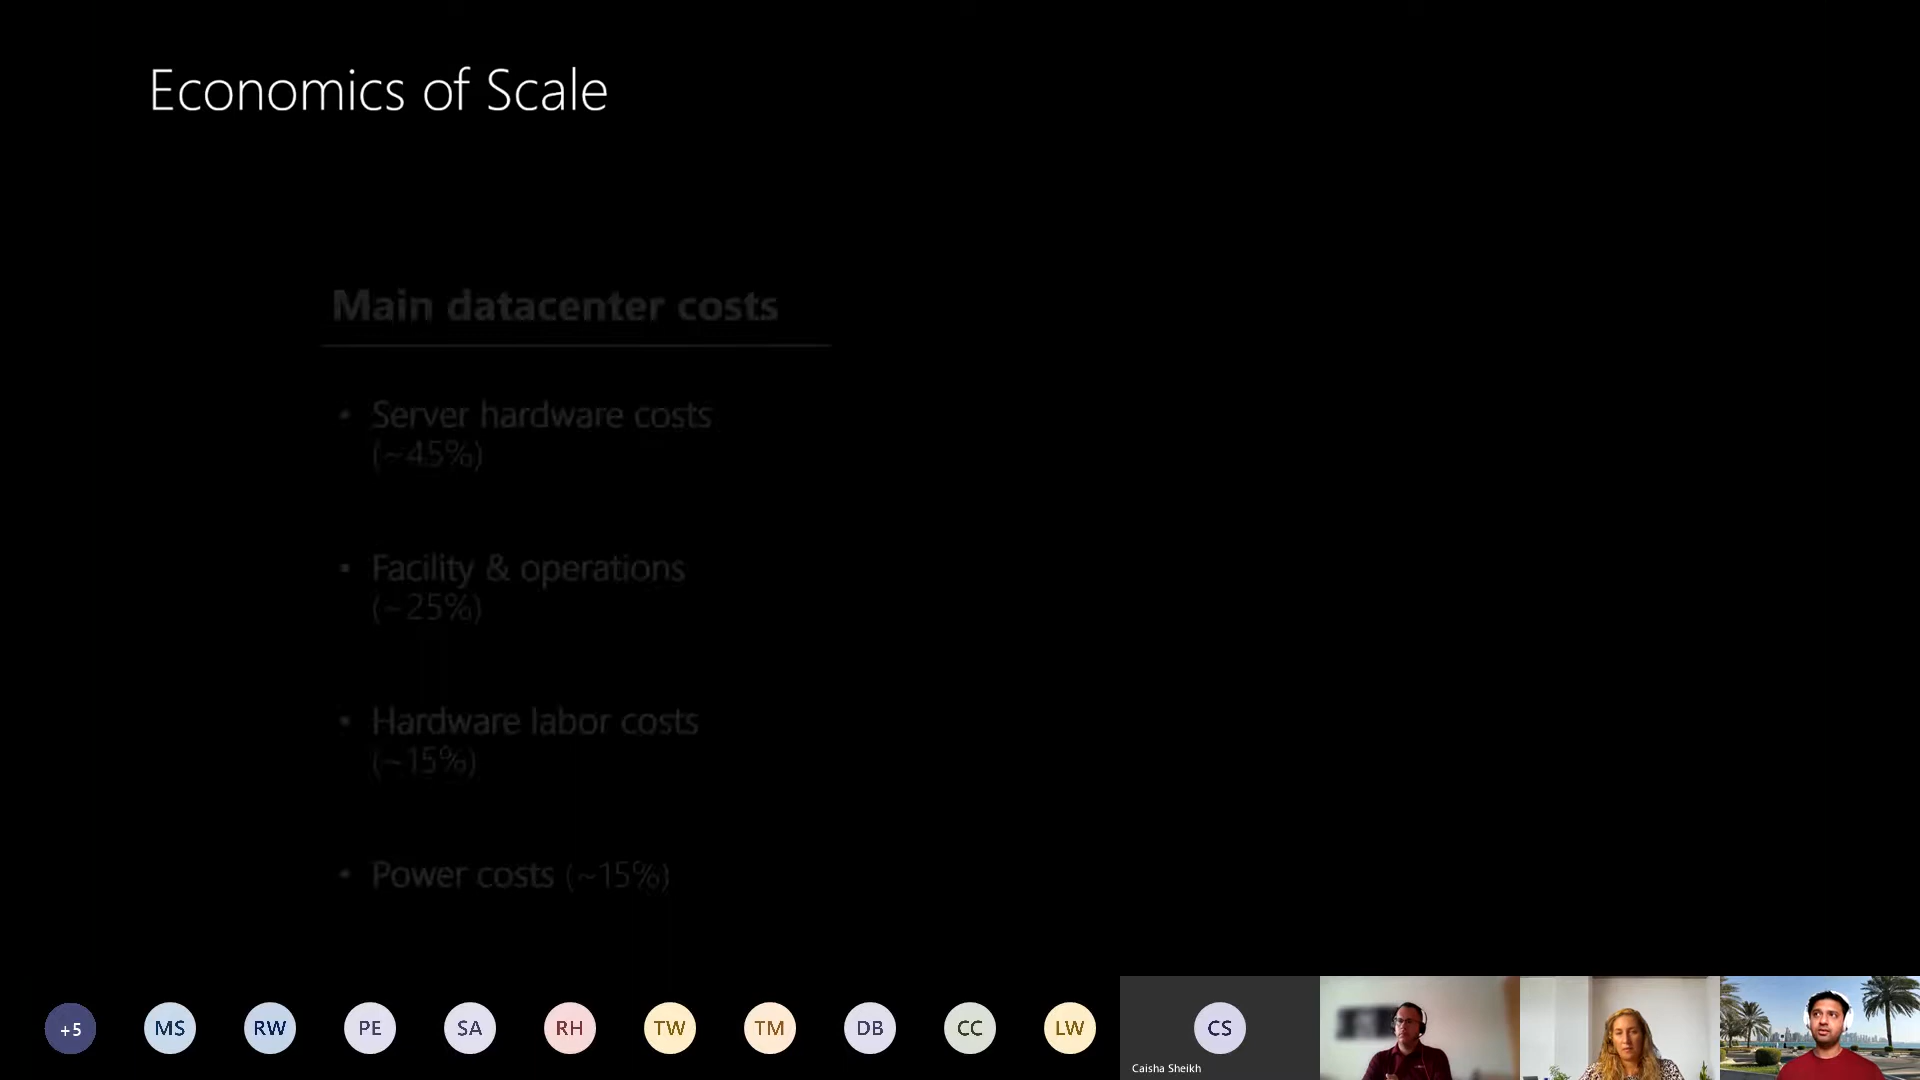 Economics of Scale
Main datacenter costs
• Server hardware costs
(~45%)
• Facility & operations
(~25%)
• Hardware labor costs
(~15%)
• Power costs (~15%)
+5
MS
RW
PE
SA
RH
TW
TM
DB
CC
LW
CS
Caisha Sheikh